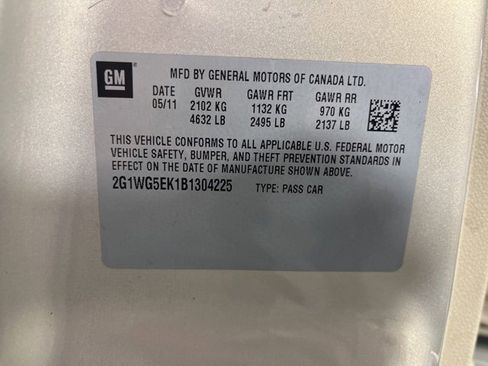 GM
MFD BY GENERAL MOTORS OF CANADA LTD.
DATE GVWR GAWR FRT GAWR RR
05/11 2102 KG 1132 KG 970 KG
4632 LB 2495 LB 2137 LB
THIS VEHICLE CONFORMS TO ALL APPLICABLE U.S. FEDERAL MOTOR
VEHICLE SAFETY, BUMPER, AND THEFT PREVENTION STANDARDS IN
EFFECT ON THE DATE OF MANUFACTURE SHOWN ABOVE.
2G1WG5EK1B1304225 TYPE: PASS CAR